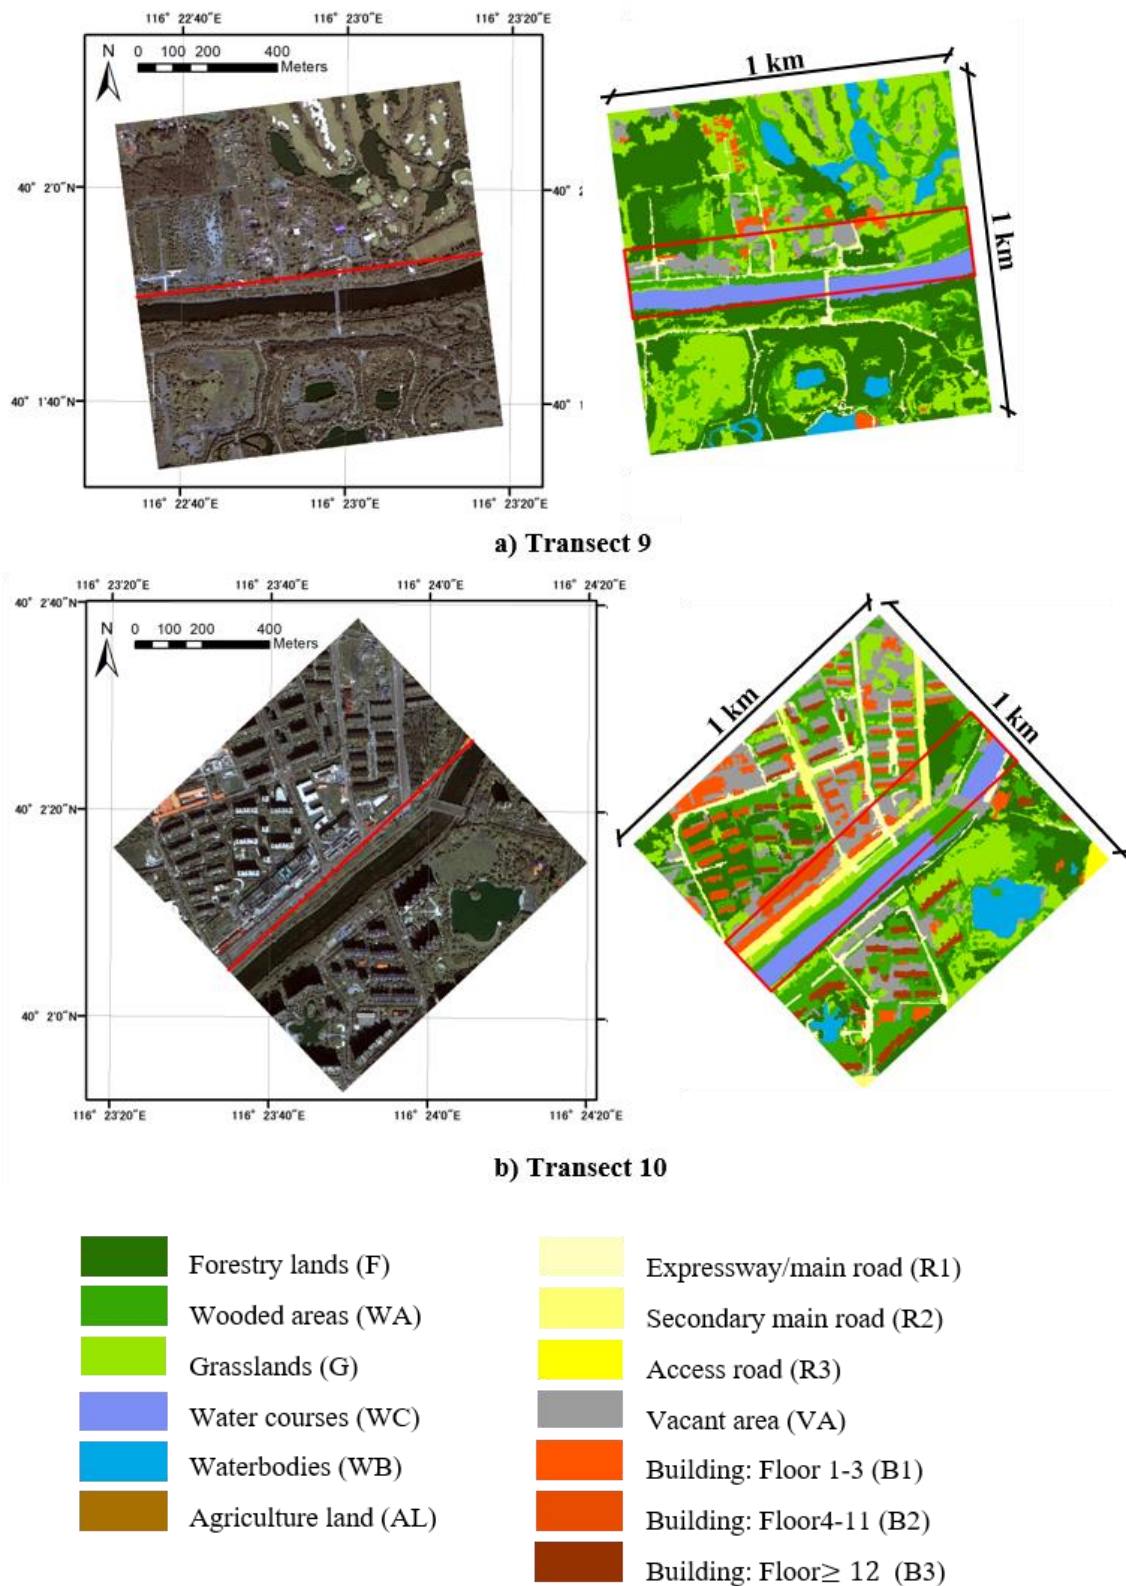 116° 22′40″E 116° 23′0″E 116° 23′20″E
N 0 100 200 400
Meters
1 km
40° 2′0″N 40° 2
1 km
40° 1′40″N 40° 1
116° 22′40″E 116° 23′0″E 116° 23′20″E
a) Transect 9
116° 23′20″E 116° 23′40″E 116° 24′0″E 116° 24′20″E
40° 2′40″N
N 0 100 200 400
Meters
1 km 1 km
40° 2′20″N
40° 2′0″N
116° 23′20″E 116° 23′40″E 116° 24′0″E 116° 24′20″E
b) Transect 10
Forestry lands (F)
Wooded areas (WA)
Grasslands (G)
Water courses (WC)
Waterbodies (WB)
Agriculture land (AL)
Expressway/main road (R1)
Secondary main road (R2)
Access road (R3)
Vacant area (VA)
Building: Floor 1-3 (B1)
Building: Floor4-11 (B2)
Building: Floor≥ 12 (B3)